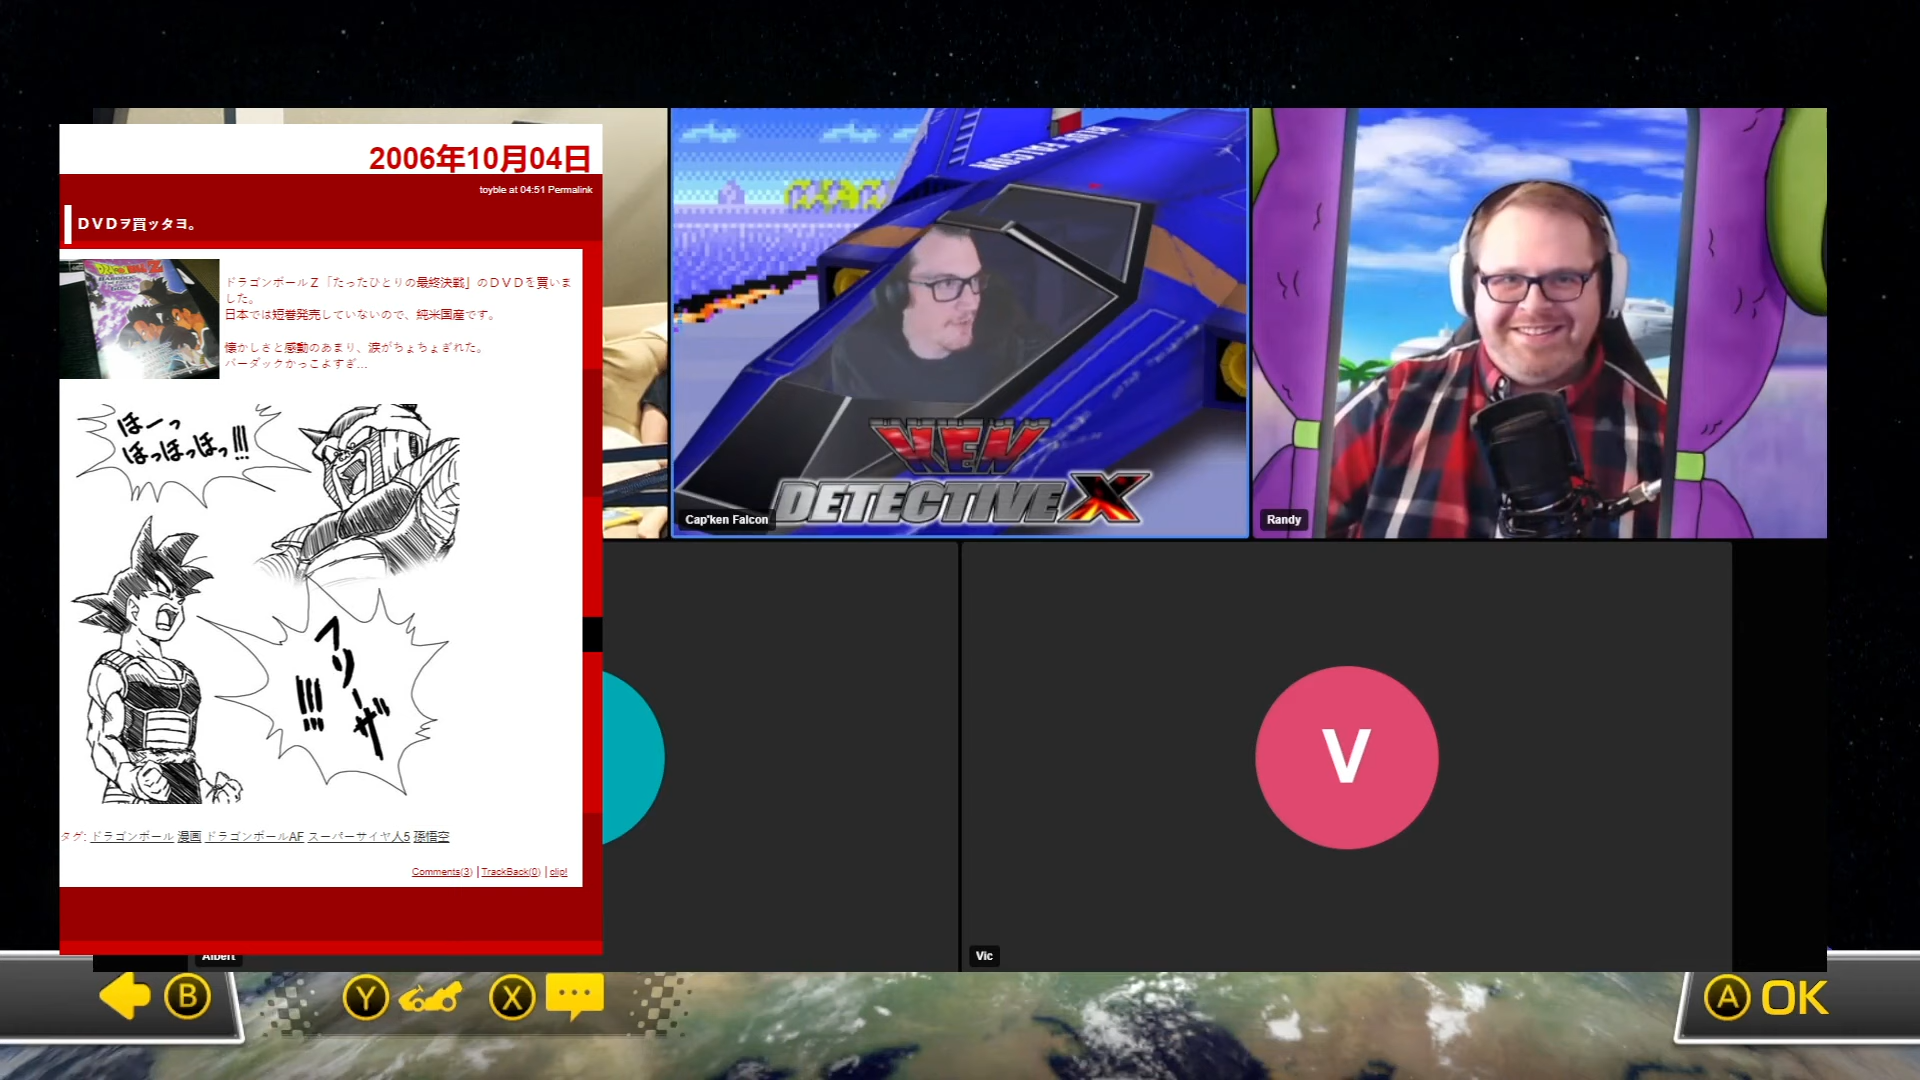 2006年10月04日
toyble at 04:51 Permalink
ＤＶＤヲ買ッタヨ。
ドラゴンボールＺ「たったひとりの最終決戦」のＤＶＤを買いま
した。
日本では短巻発売していないので、純米国産です。
懐かしさと感動のあまり、涙がちょちょぎれた。
バーダックかっこよすぎ…
ほーっ
ほっほっほっ!!!
フリーザ
!!!
タグ: ドラゴンボール 漫画 ドラゴンボールAF スーパーサイヤ人5 孫悟空
Comments(3) | TrackBack(0) | clip!
BLUE FALCON
KEN
DETECTIVE X
Cap'ken Falcon
Randy
V
Albert
Vic
B
Y
X
A OK